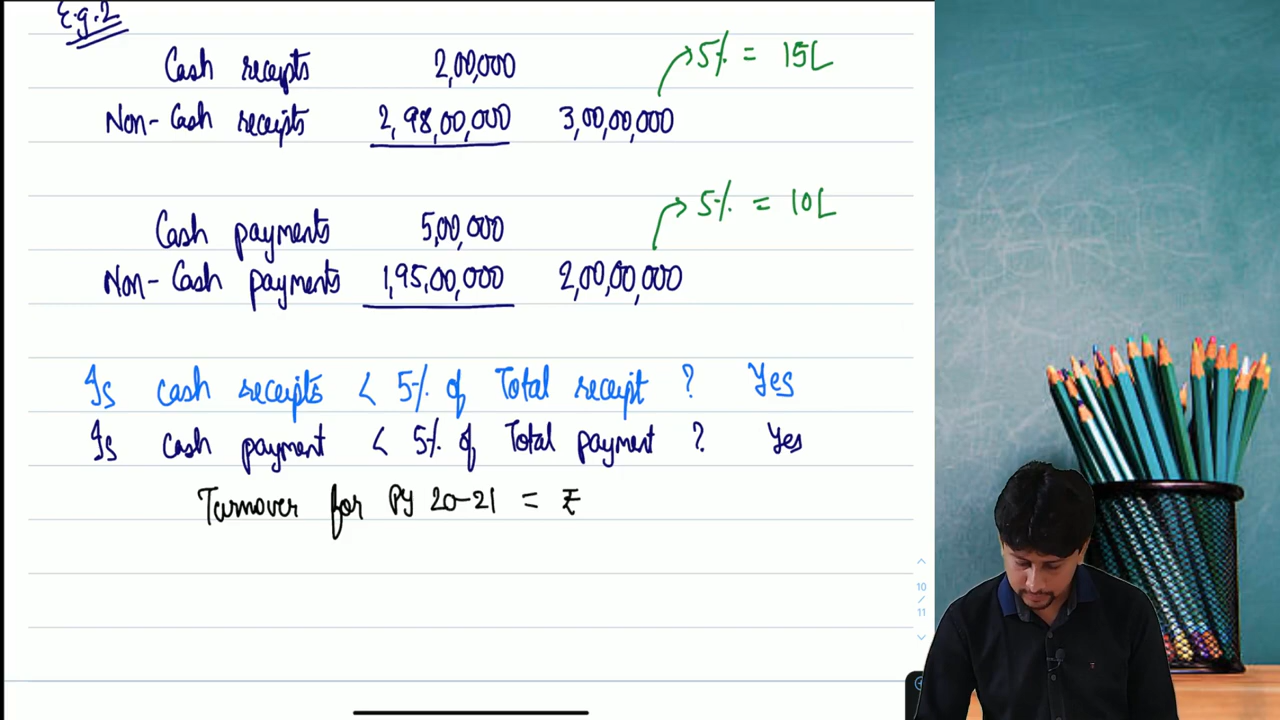 E.g.2
Cash receipts 2,00,000
5% = 15L
Non-Cash receipts 2,98,00,000 3,00,00,000
5% = 10L
Cash payments 5,00,000
Non-Cash payments 1,95,00,000 2,00,00,000
Is cash receipts < 5% of Total receipt ? Yes
Is cash payment < 5% of Total payment ? Yes
Turnover for PY 20-21 = ₹
10
/
11